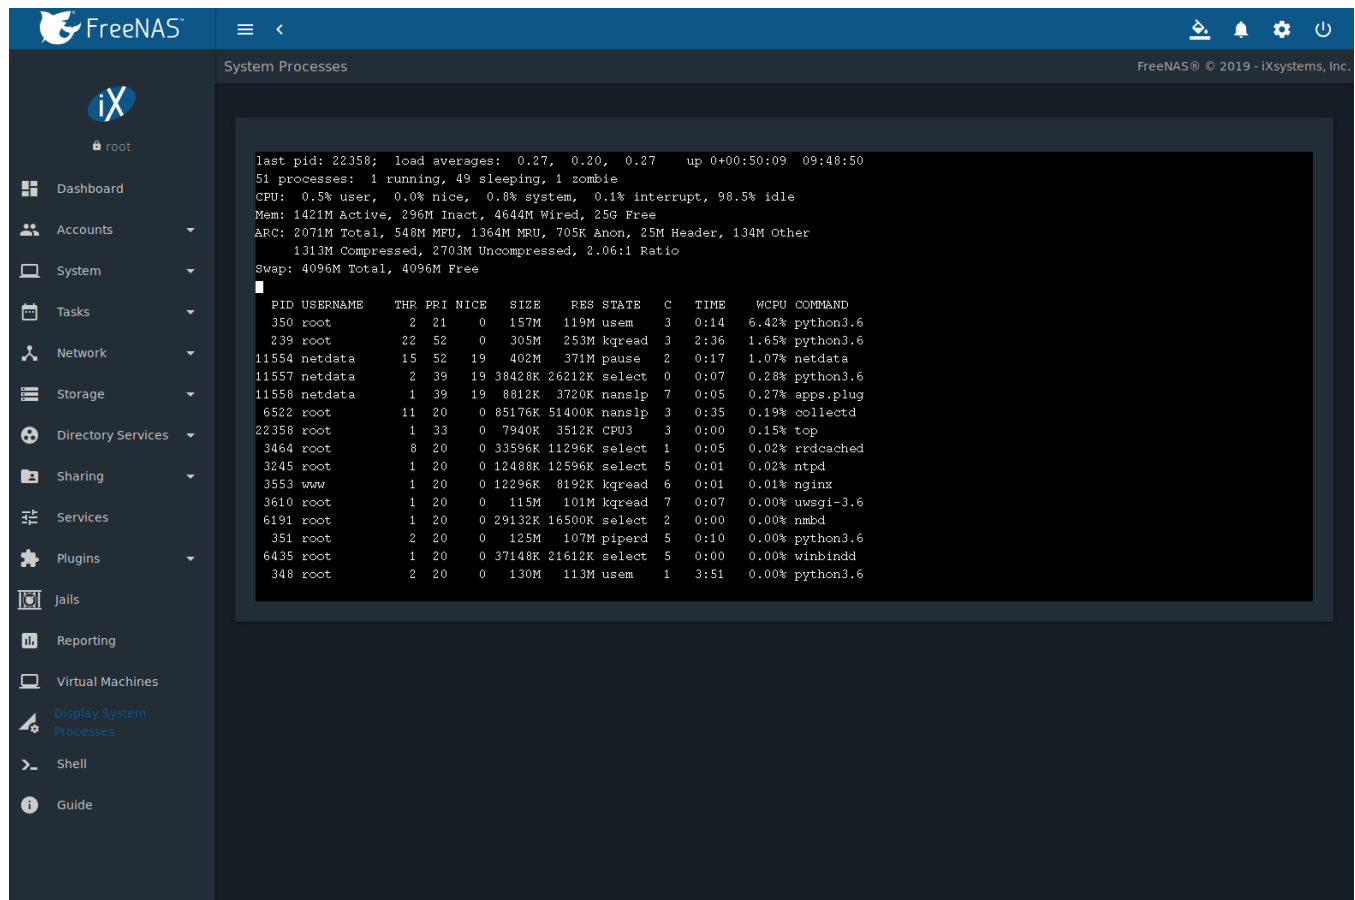 FreeNAS™
System Processes
FreeNAS® © 2019 - iXsystems, Inc.
iX
root
Dashboard
Accounts
System
Tasks
Network
Storage
Directory Services
Sharing
Services
Plugins
Jails
Reporting
Virtual Machines
Display System
Processes
Shell
Guide
last pid: 22358;  load averages:  0.27,  0.20,  0.27    up 0+00:50:09  09:48:50
51 processes:  1 running, 49 sleeping, 1 zombie
CPU:  0.5% user,  0.0% nice,  0.8% system,  0.1% interrupt, 98.5% idle
Mem: 1421M Active, 296M Inact, 4644M Wired, 25G Free
ARC: 2071M Total, 548M MFU, 1364M MRU, 705K Anon, 25M Header, 134M Other
     1313M Compressed, 2703M Uncompressed, 2.06:1 Ratio
Swap: 4096M Total, 4096M Free
  PID USERNAME    THR PRI NICE   SIZE    RES STATE   C   TIME    WCPU COMMAND
  350 root          2  21    0   157M   119M usem    3   0:14   6.42% python3.6
  239 root         22  52    0   305M   253M kqread  3   2:36   1.65% python3.6
11554 netdata      15  52   19   402M   371M pause   2   0:17   1.07% netdata
11557 netdata       2  39   19 38428K 26212K select  0   0:07   0.28% python3.6
11558 netdata       1  39   19  8812K  3720K nanslp  7   0:05   0.27% apps.plug
 6522 root         11  20    0 85176K 51400K nanslp  3   0:35   0.19% collectd
22358 root          1  33    0  7940K  3512K CPU3    3   0:00   0.15% top
 3464 root          8  20    0 33596K 11296K select  1   0:05   0.02% rrdcached
 3245 root          1  20    0 12488K 12596K select  5   0:01   0.02% ntpd
 3553 www           1  20    0 12296K  8192K kqread  6   0:01   0.01% nginx
 3610 root          1  20    0   115M   101M kqread  7   0:07   0.00% uwsgi-3.6
 6191 root          1  20    0 29132K 16500K select  2   0:00   0.00% nmbd
  351 root          2  20    0   125M   107M piperd  5   0:10   0.00% python3.6
 6435 root          1  20    0 37148K 21612K select  5   0:00   0.00% winbindd
  348 root          2  20    0   130M   113M usem    1   3:51   0.00% python3.6